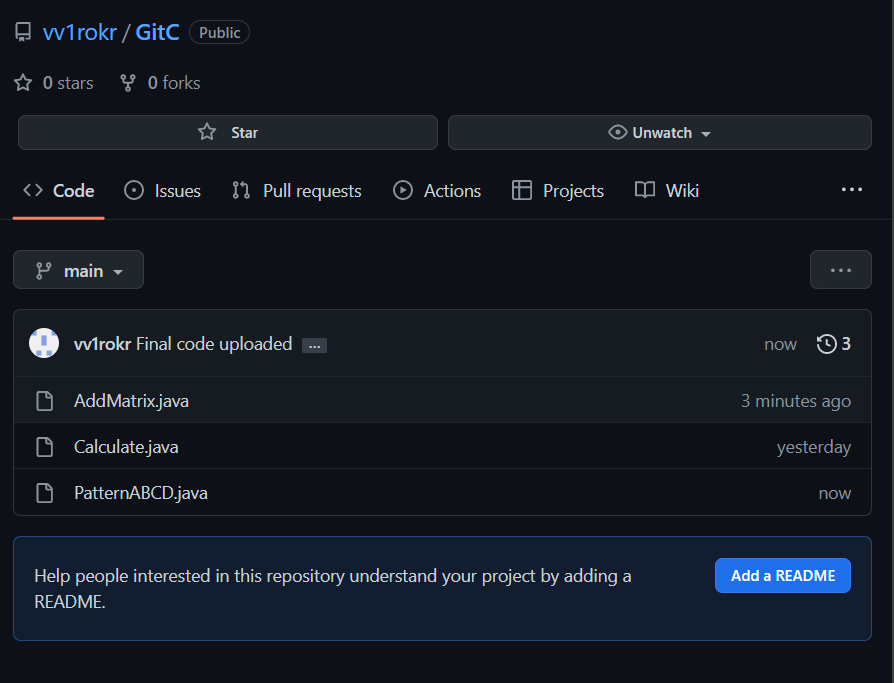 vv1rokr / GitC Public
0 stars 0 forks
Star Unwatch
<> Code Issues Pull requests Actions Projects Wiki ...
main ...
vv1rokr Final code uploaded ... now 3
AddMatrix.java 3 minutes ago
Calculate.java yesterday
PatternABCD.java now
Help people interested in this repository understand your project by adding a Add a README
README.